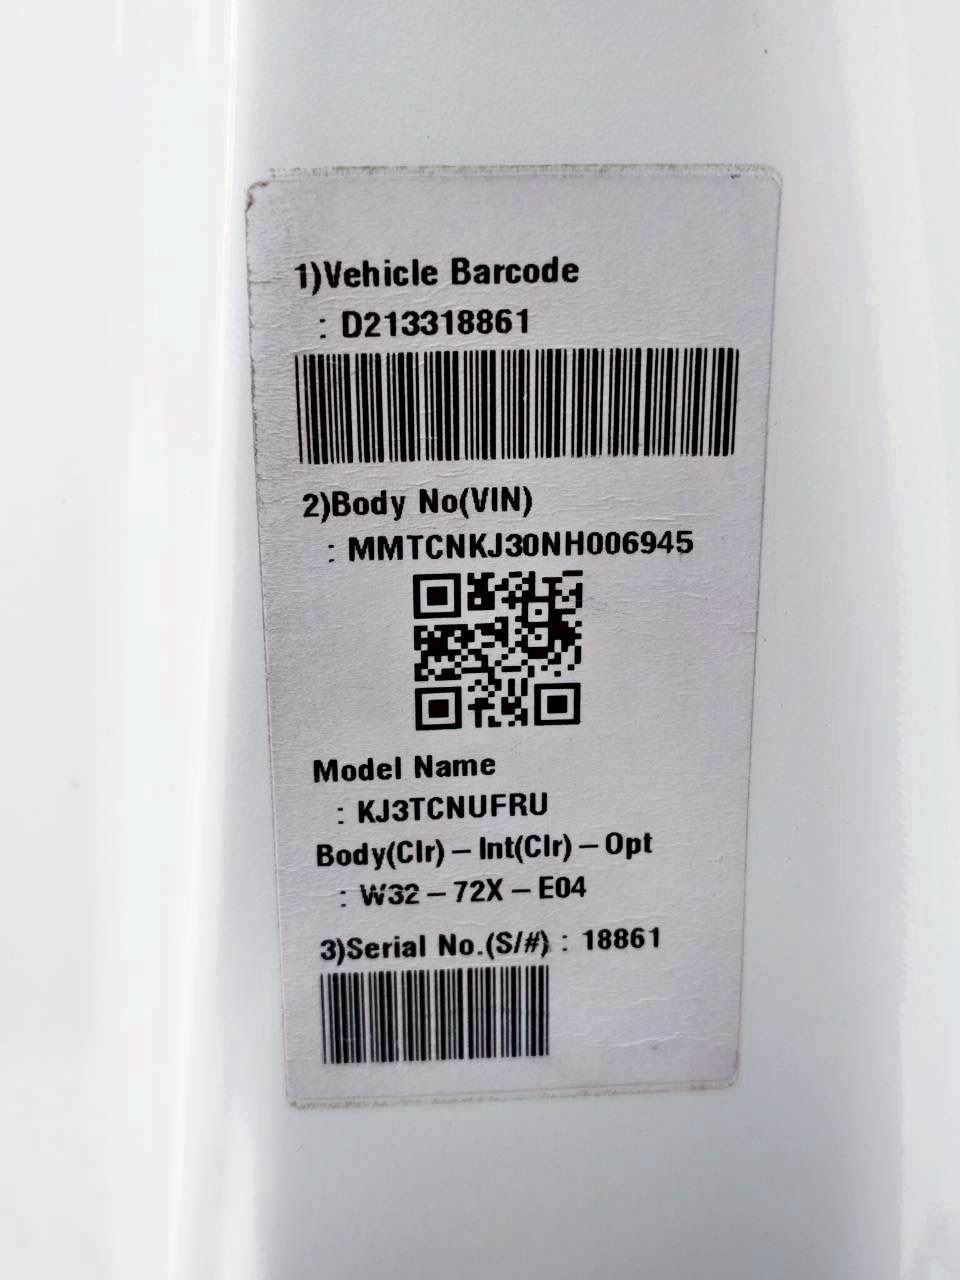 1)Vehicle Barcode
: D213318861
2)Body No(VIN)
: MMTCNKJ30NH006945
Model Name
: KJ3TCNUFRU
Body(Clr) – Int(Clr) – Opt
: W32 – 72X – E04
3)Serial No.(S/#) : 18861